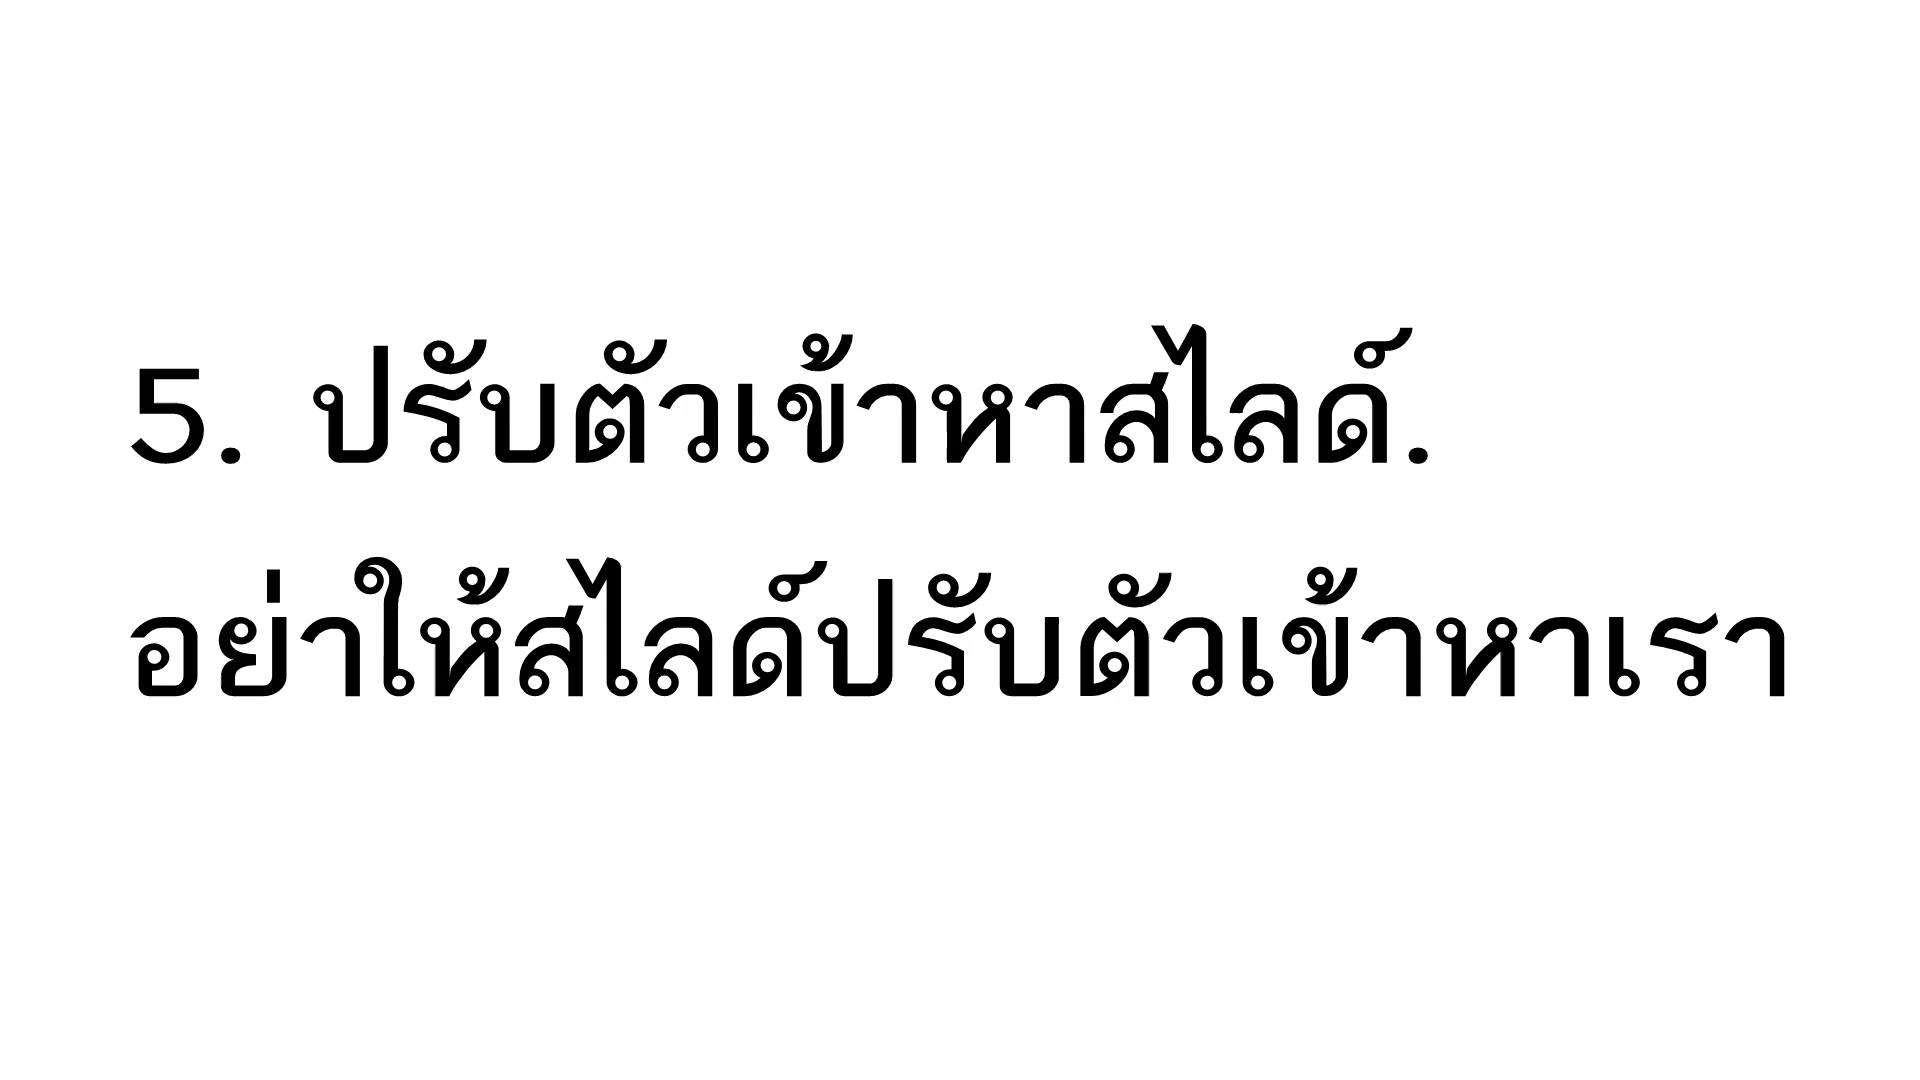 5. ปรับตัวเข้าหาสไลด์.
อย่าให้สไลด์ปรับตัวเข้าหาเรา